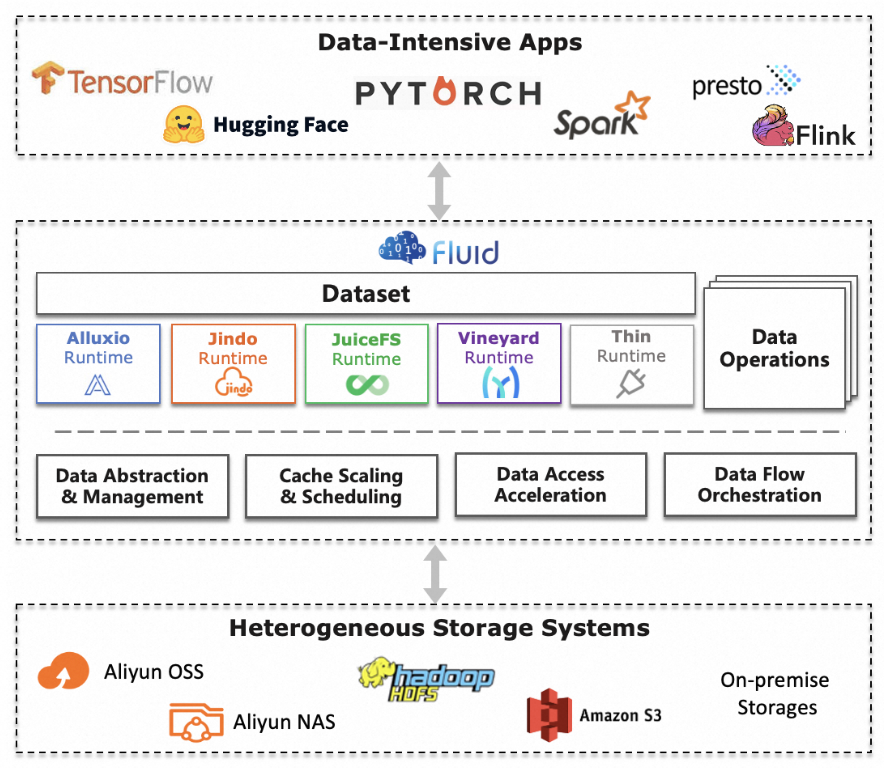 Data-Intensive Apps
TensorFlow
PYTORCH
presto
Hugging Face
Spark
Flink
Fluid
Dataset
Data
Operations
Alluxio
Runtime
Jindo
Runtime
jindo
JuiceFS
Runtime
Vineyard
Runtime
Thin
Runtime
Data Abstraction
& Management
Cache Scaling
& Scheduling
Data Access
Acceleration
Data Flow
Orchestration
Heterogeneous Storage Systems
Aliyun OSS
hadoop
HDFS
On-premise
Storages
Aliyun NAS
Amazon S3